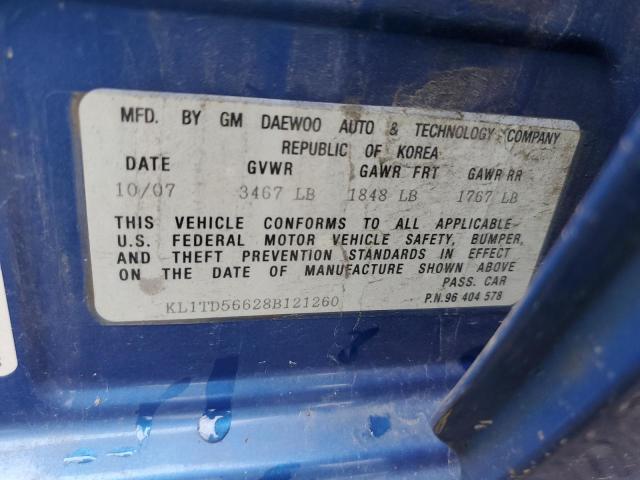 MFD. BY GM DAEWOO AUTO & TECHNOLOGY COMPANY
REPUBLIC OF KOREA
DATE GVWR GAWR FRT GAWR RR
10/07 3467 LB 1848 LB 1767 LB
THIS VEHICLE CONFORMS TO ALL APPLICABLE
U.S. FEDERAL MOTOR VEHICLE SAFETY, BUMPER,
AND THEFT PREVENTION STANDARDS IN EFFECT
ON THE DATE OF MANUFACTURE SHOWN ABOVE
PASS. CAR
KL1TD56628B121260 P.N. 96 404 578